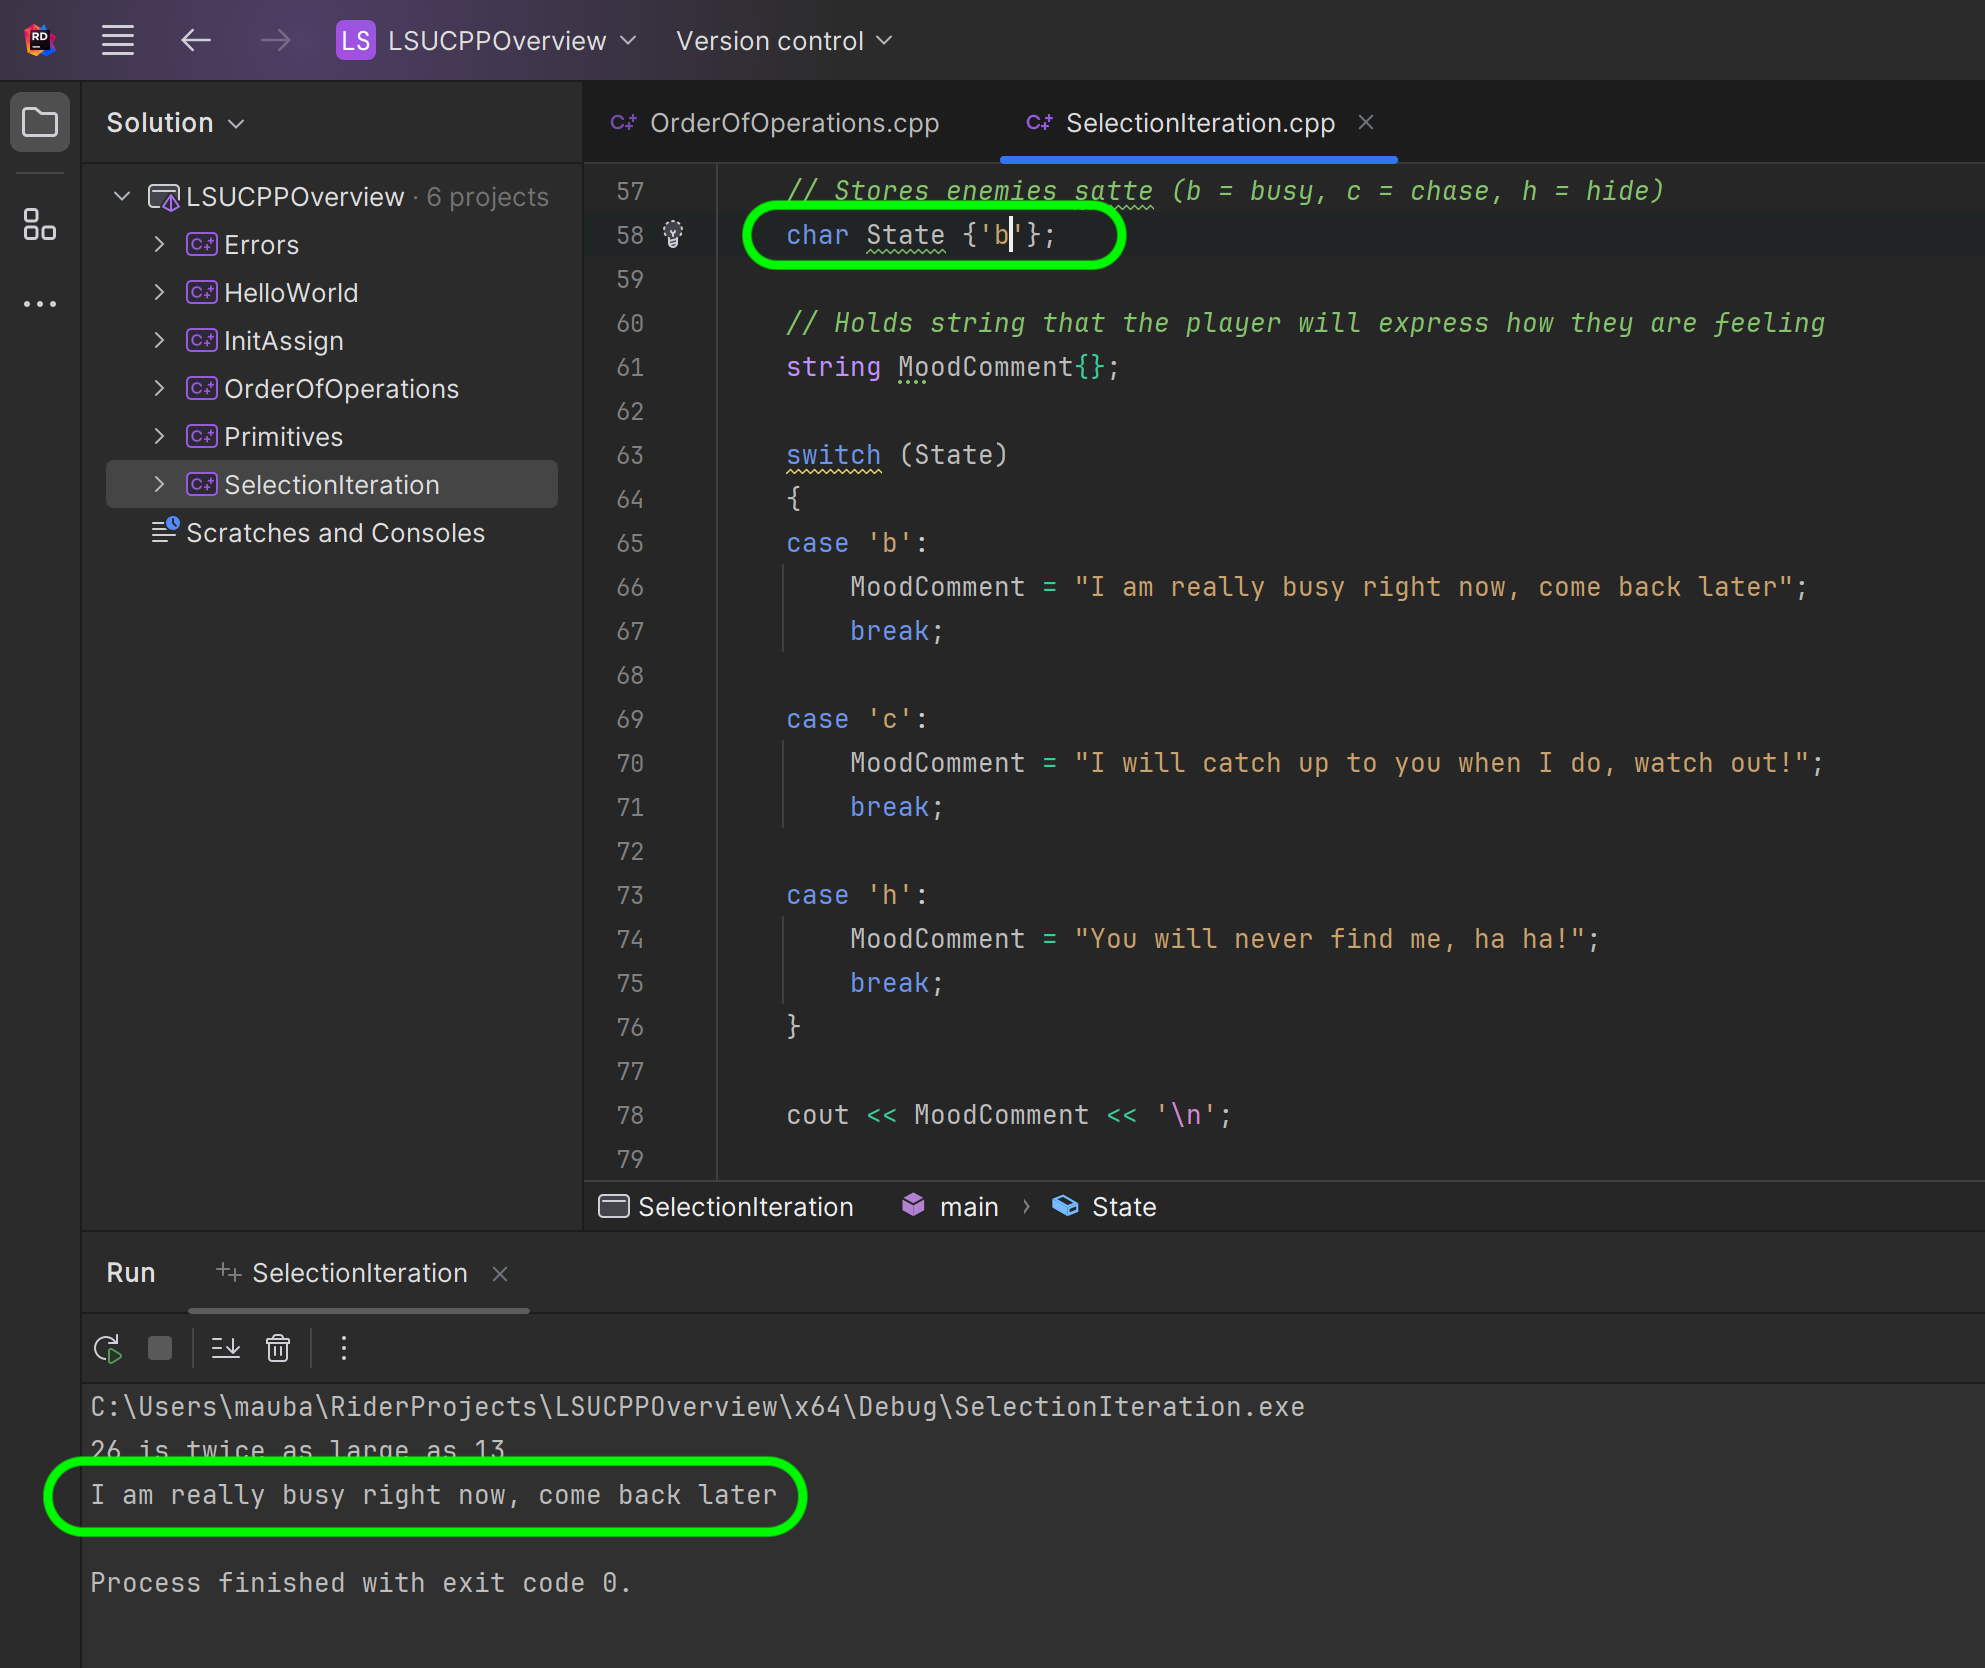 RD
LS LSUCPPOverview Version control
Solution
OrderOfOperations.cpp
SelectionIteration.cpp
LSUCPPOverview · 6 projects
Errors
HelloWorld
InitAssign
OrderOfOperations
Primitives
SelectionIteration
Scratches and Consoles
57 // Stores enemies satte (b = busy, c = chase, h = hide)
58 char State {'b'};
59
60 // Holds string that the player will express how they are feeling
61 string MoodComment{};
62
63 switch (State)
64 {
65 case 'b':
66 MoodComment = "I am really busy right now, come back later";
67 break;
68
69 case 'c':
70 MoodComment = "I will catch up to you when I do, watch out!";
71 break;
72
73 case 'h':
74 MoodComment = "You will never find me, ha ha!";
75 break;
76 }
77
78 cout << MoodComment << '\n';
79
SelectionIteration main › State
Run SelectionIteration
C:\Users\mauba\RiderProjects\LSUCPPOverview\x64\Debug\SelectionIteration.exe
26 is twice as large as 13
I am really busy right now, come back later
Process finished with exit code 0.